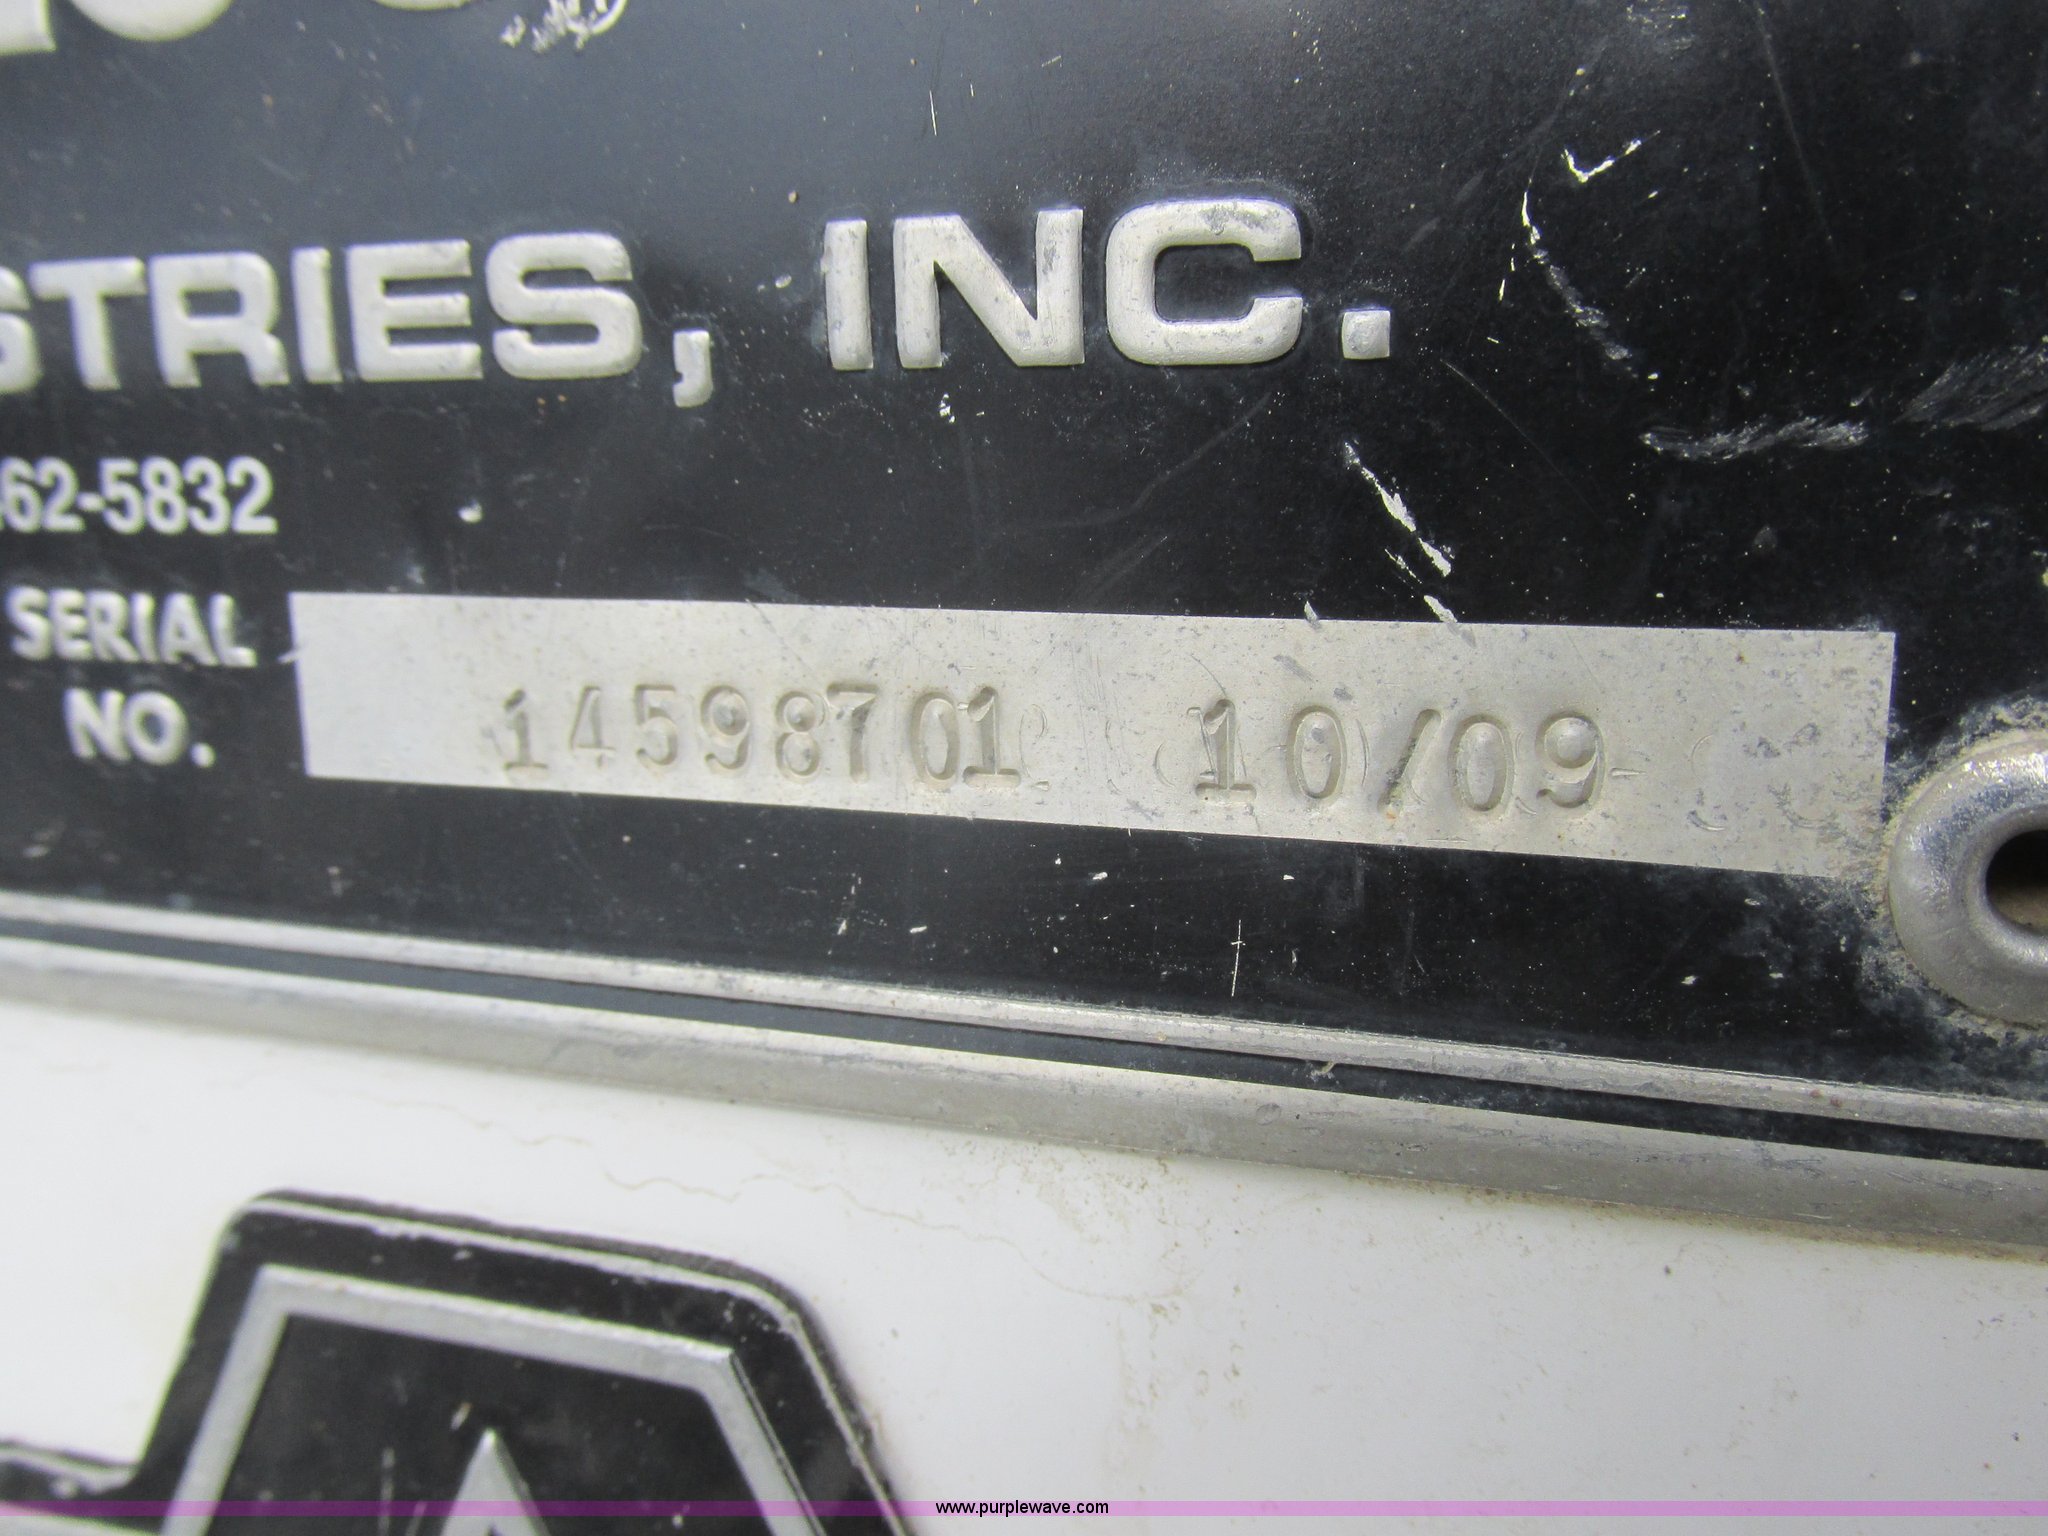 STRIES, INC.
62-5832
SERIAL
NO.
14598701 10/09
www.purplewave.com